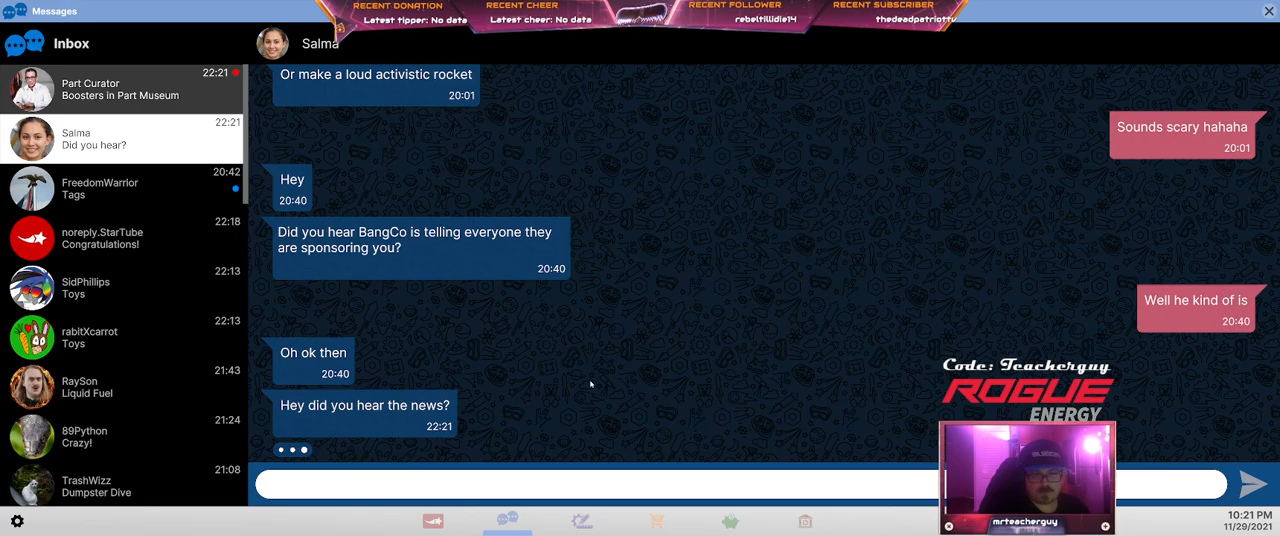 Messages
RECENT DONATION
Latest tipper: No data
RECENT CHEER
Latest cheer: No data
RECENT FOLLOWER
rebeltillidie14
RECENT SUBSCRIBER
thedeadpatriottv
Inbox
Salma
Part Curator
22:21
Boosters in Part Museum
Salma
22:21
Did you hear?
FreedomWarrior
20:42
Tags
noreply.StarTube
22:18
Congratulations!
SidPhillips
22:13
Toys
rabitXcarrot
22:13
Toys
RaySon
21:43
Liquid Fuel
89Python
21:24
Crazy!
TrashWizz
21:08
Dumpster Dive
Or make a loud activistic rocket
20:01
Sounds scary hahaha
20:01
Hey
20:40
Did you hear BangCo is telling everyone they
are sponsoring you?
20:40
Well he kind of is
20:40
Oh ok then
20:40
Hey did you hear the news?
22:21
Code: Teacherguy
ROGUE
ENERGY
mrteacherguy
10:21 PM
11/29/2021